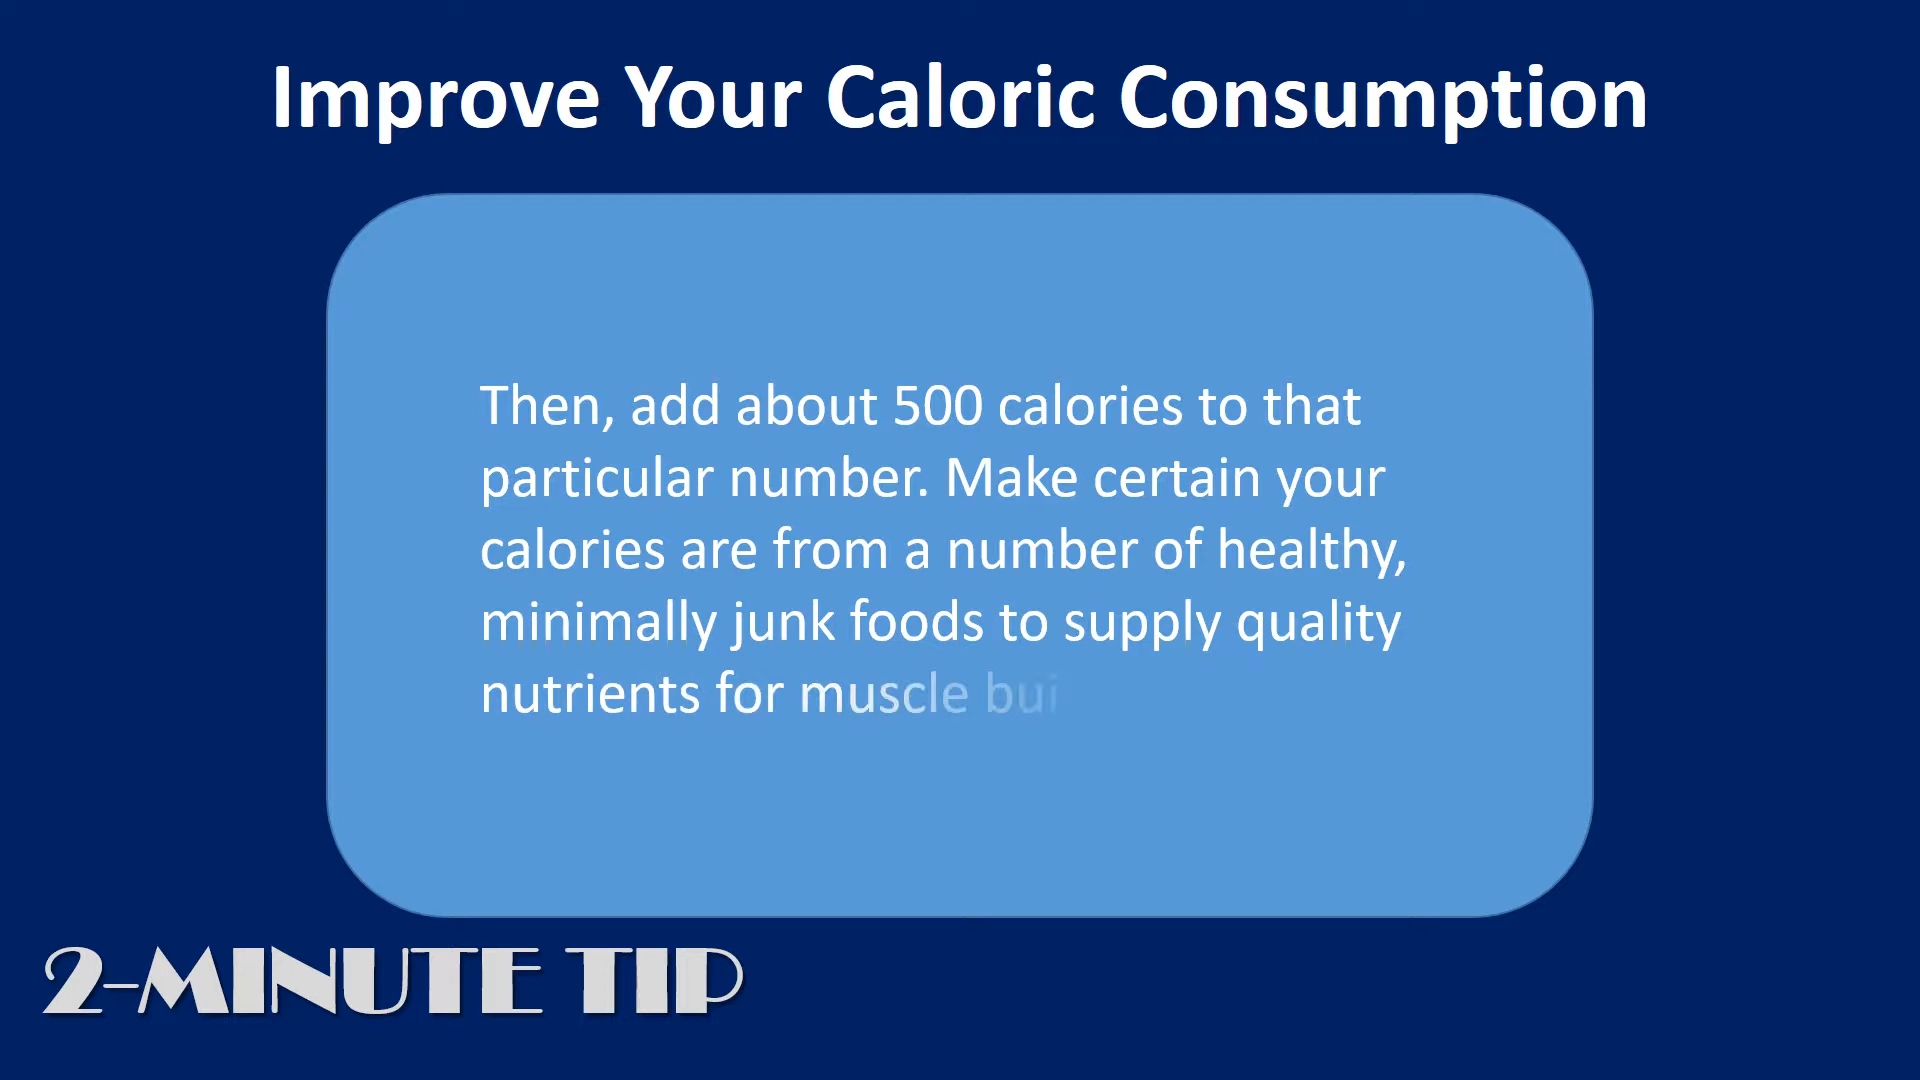 Improve Your Caloric Consumption
Then, add about 500 calories to that
particular number. Make certain your
calories are from a number of healthy,
minimally junk foods to supply quality
nutrients for muscle bui
2-MINUTE TIP